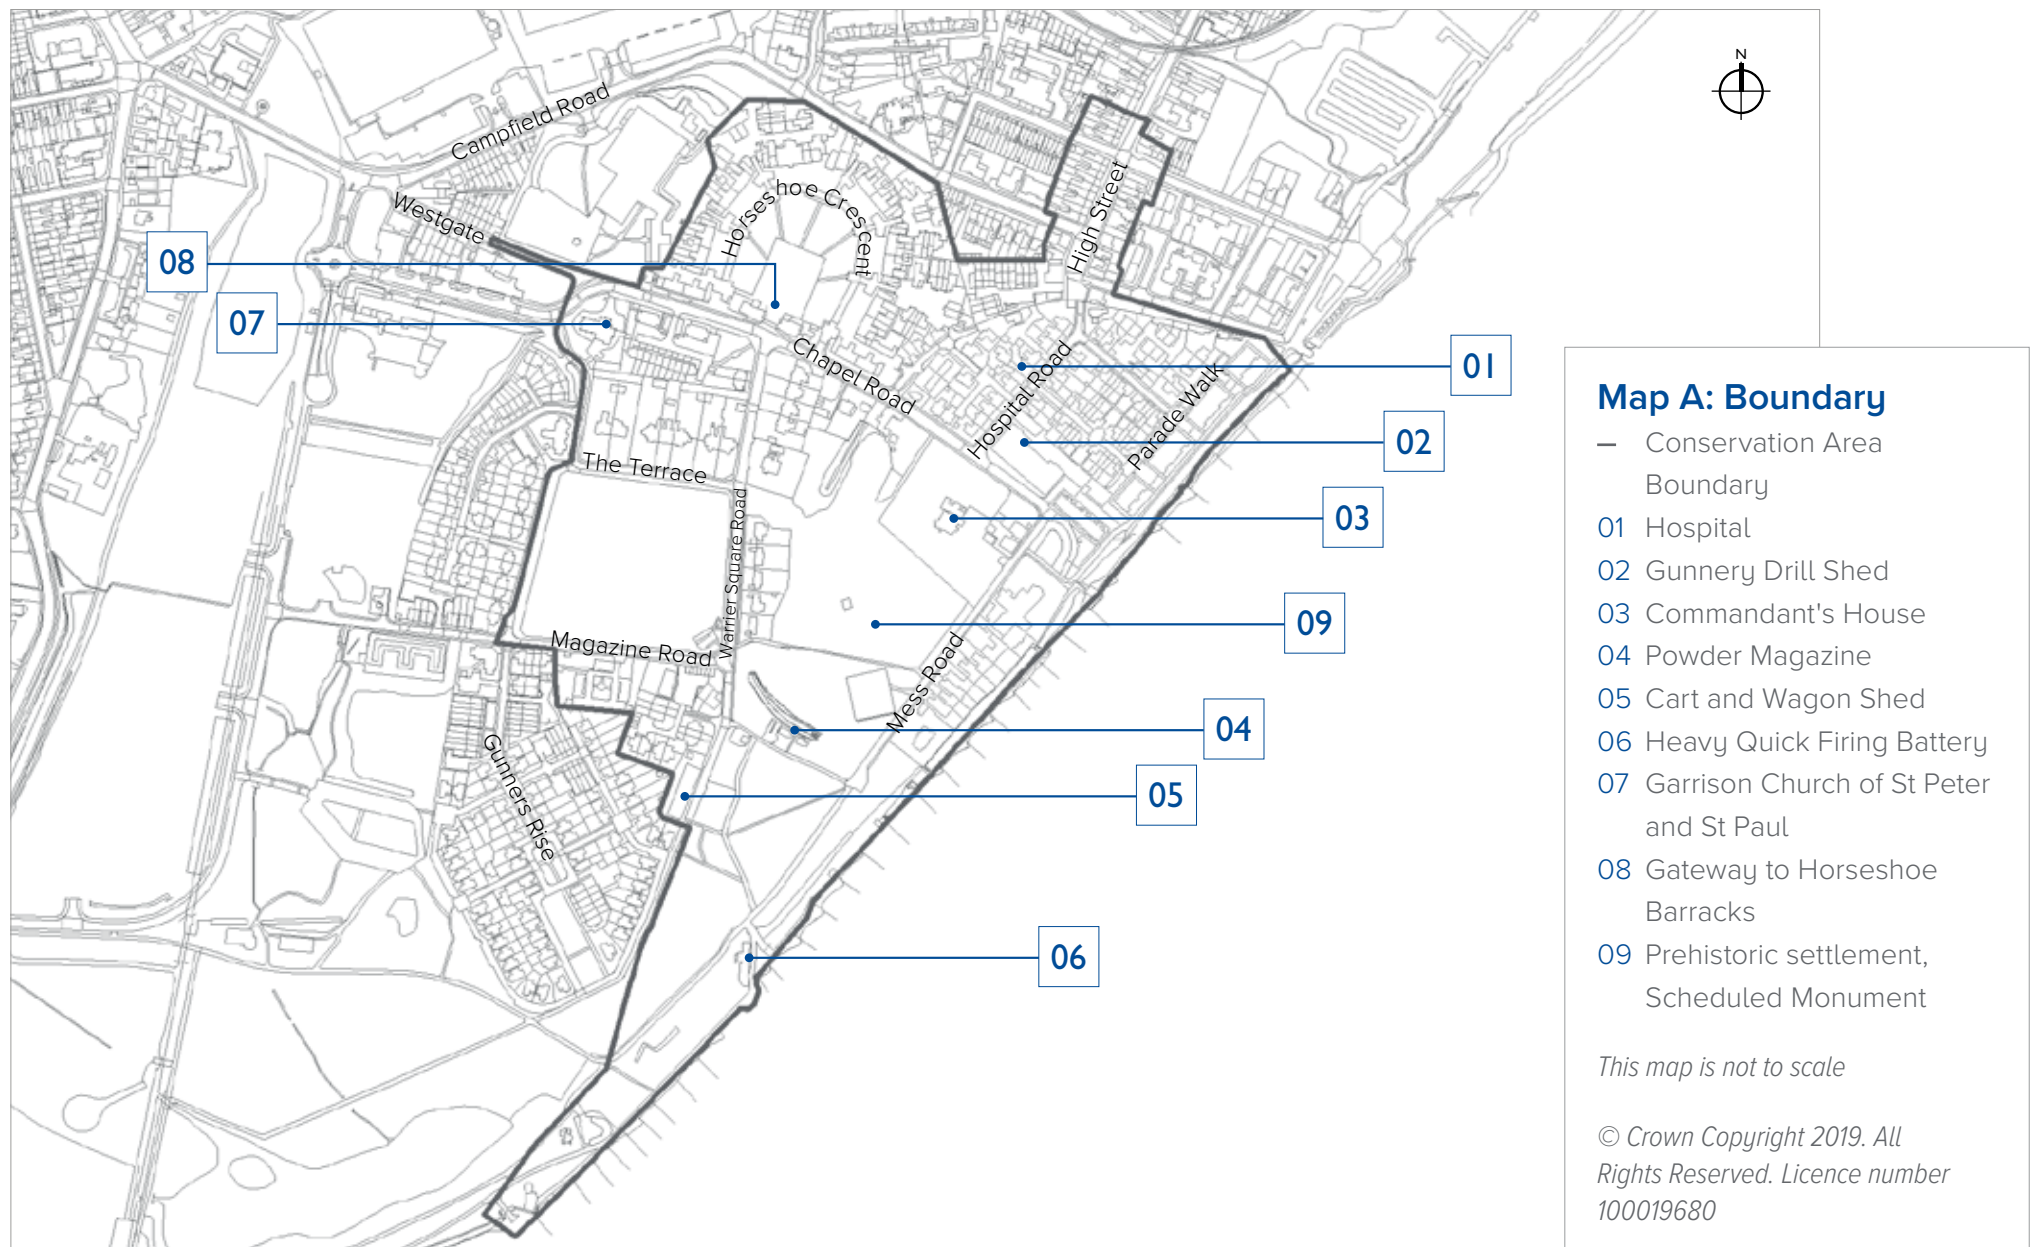 N
Campfield Road
Westgate
Horseshoe Crescent
High Street
08
07
Chapel Road
Hospital Road
Parade Walk
01
02
The Terrace
Warrier Square Road
03
09
Magazine Road
Mess Road
04
Gunners Rise
05
06
Map A: Boundary
– Conservation Area
Boundary
01 Hospital
02 Gunnery Drill Shed
03 Commandant's House
04 Powder Magazine
05 Cart and Wagon Shed
06 Heavy Quick Firing Battery
07 Garrison Church of St Peter
and St Paul
08 Gateway to Horseshoe
Barracks
09 Prehistoric settlement,
Scheduled Monument
This map is not to scale
© Crown Copyright 2019. All
Rights Reserved. Licence number
100019680